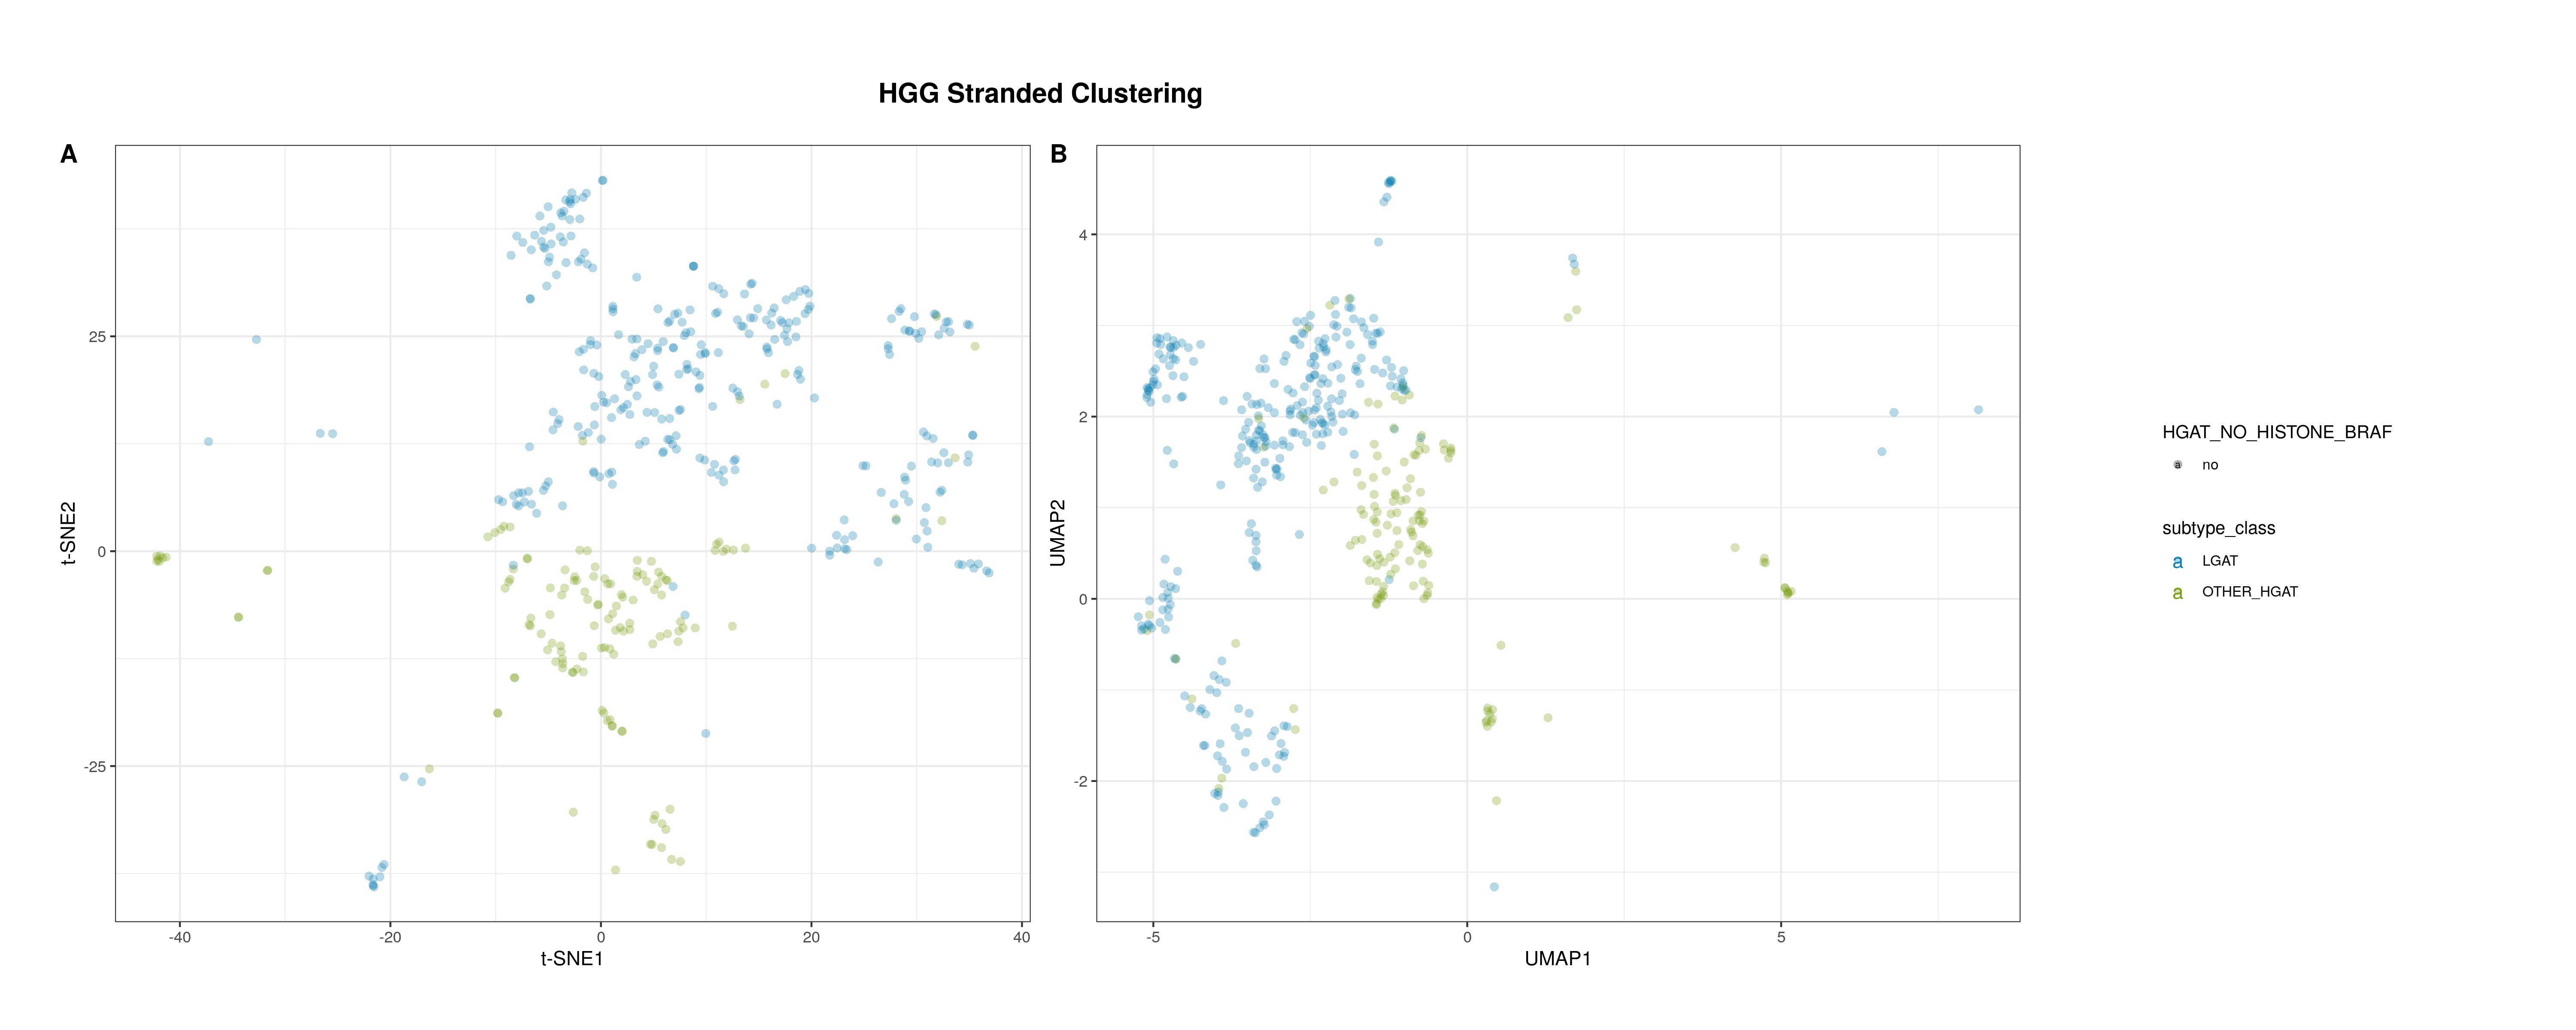 HGG Stranded Clustering
A
B
25
0
-25
t-SNE2
-40
-20
0
20
40
t-SNE1
4
2
0
-2
UMAP2
-5
0
5
UMAP1
HGAT_NO_HISTONE_BRAF
a no
subtype_class
a LGAT
a OTHER_HGAT